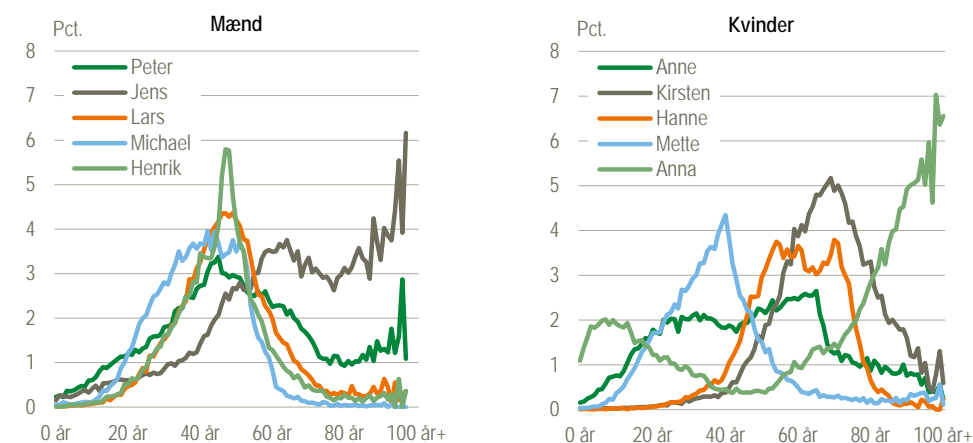 Mænd
Pct.
8
7
6
5
4
3
2
1
0
Peter
Jens
Lars
Michael
Henrik
0 år 20 år 40 år 60 år 80 år 100 år+
Kvinder
Pct.
8
7
6
5
4
3
2
1
0
Anne
Kirsten
Hanne
Mette
Anna
0 år 20 år 40 år 60 år 80 år 100 år+